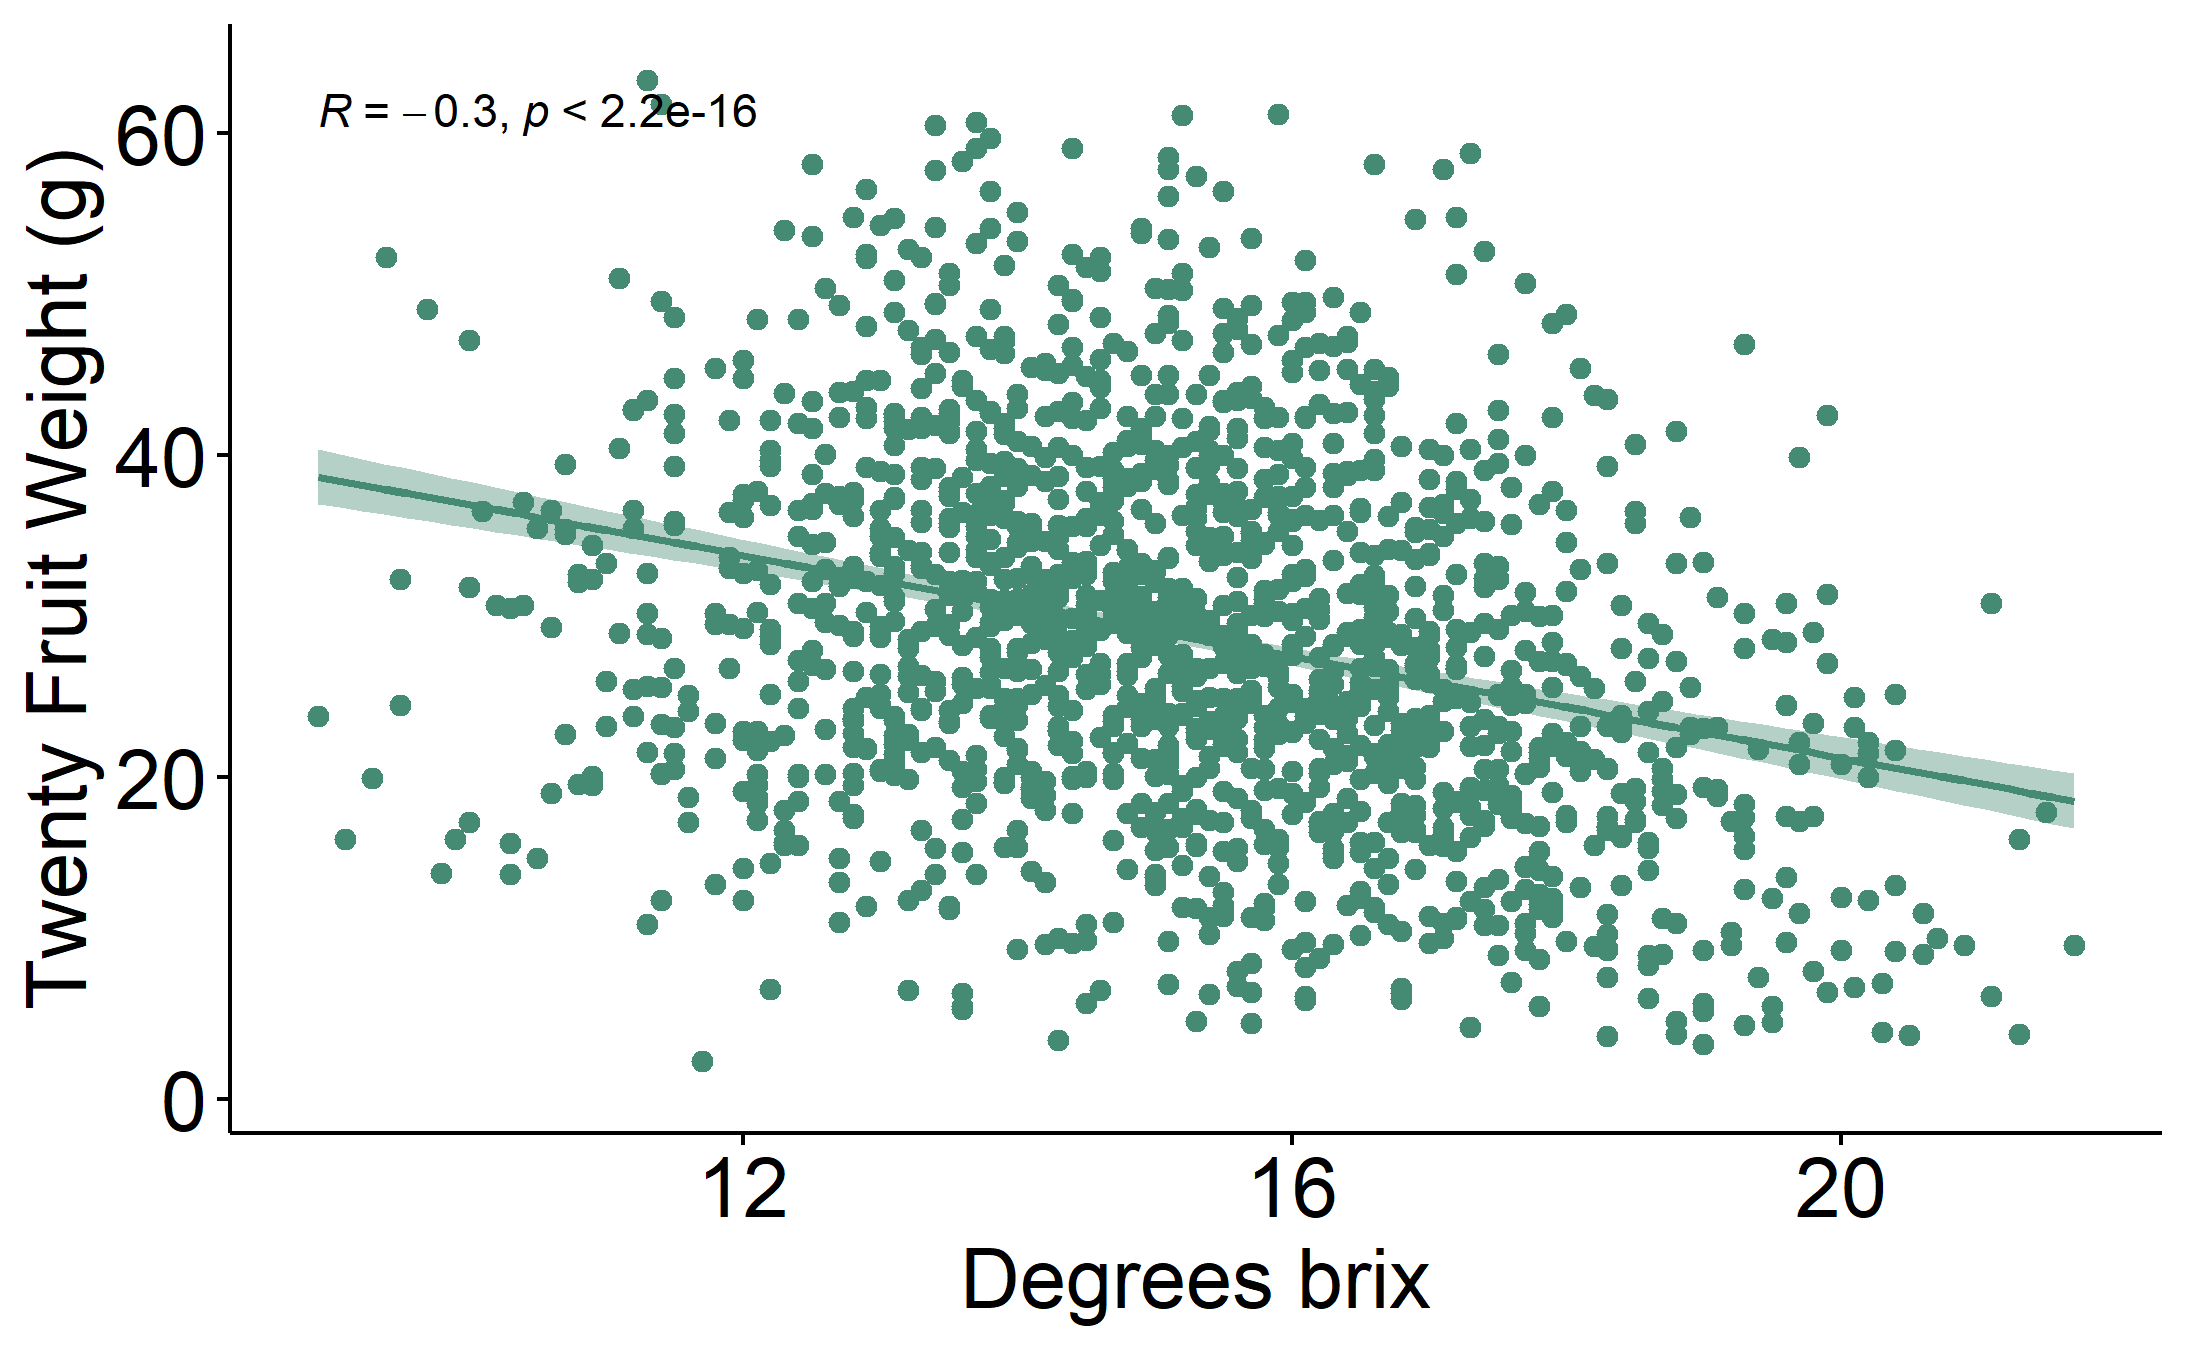 R = −0.3, p < 2.2e-16
Twenty Fruit Weight (g)
60
40
20
0
12 16 20
Degrees brix